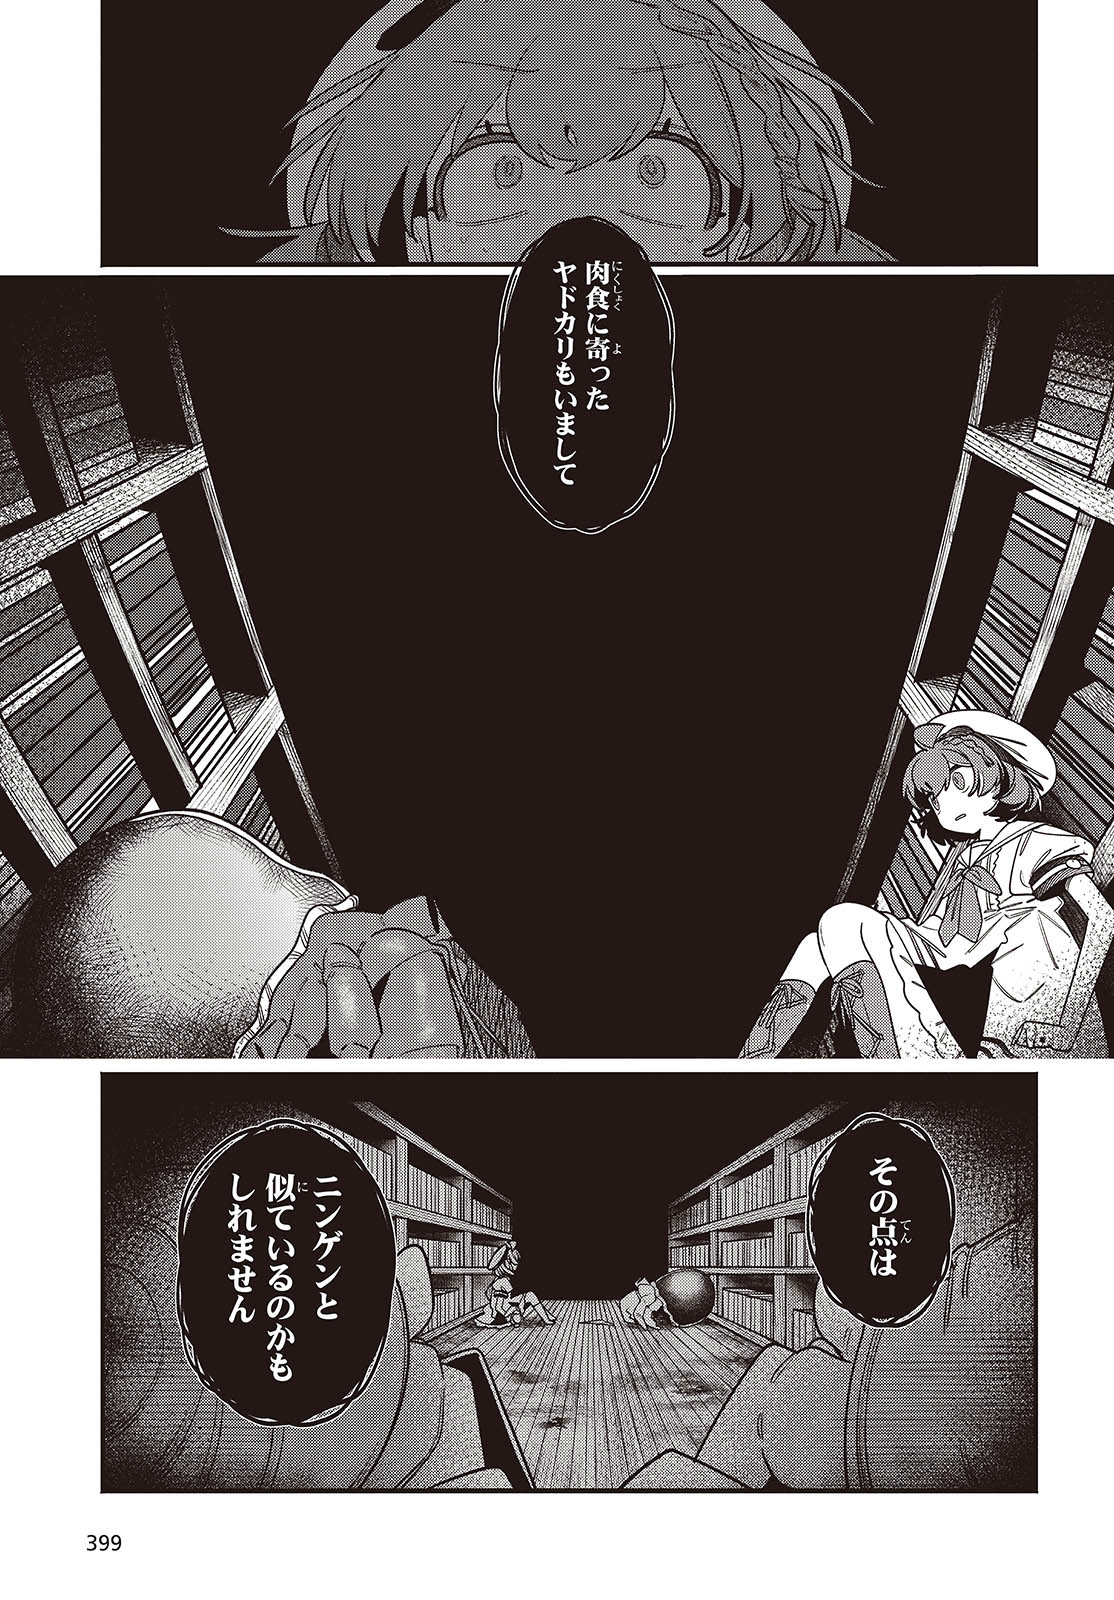 肉食に寄った
ヤドカリもいまして
その点は
ニンゲンと
似ているのかも
しれません
399